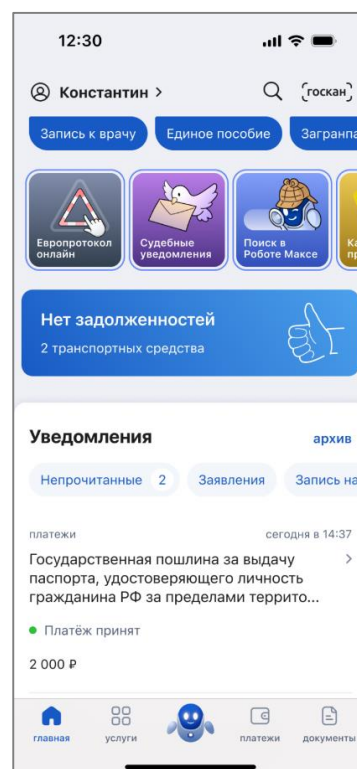 12:30
Константин >
госкан
Запись к врачу Единое пособие Загранпа
Европротокол онлайн
Судебные уведомления
Поиск в Роботе Максе
Нет задолженностей
2 транспортных средства
Уведомления архив
Непрочитанные 2 Заявления Запись на
платежи сегодня в 14:37
Государственная пошлина за выдачу
паспорта, удостоверяющего личность
гражданина РФ за пределами террито...
Платёж принят
2 000 ₽
главная услуги платежи документы